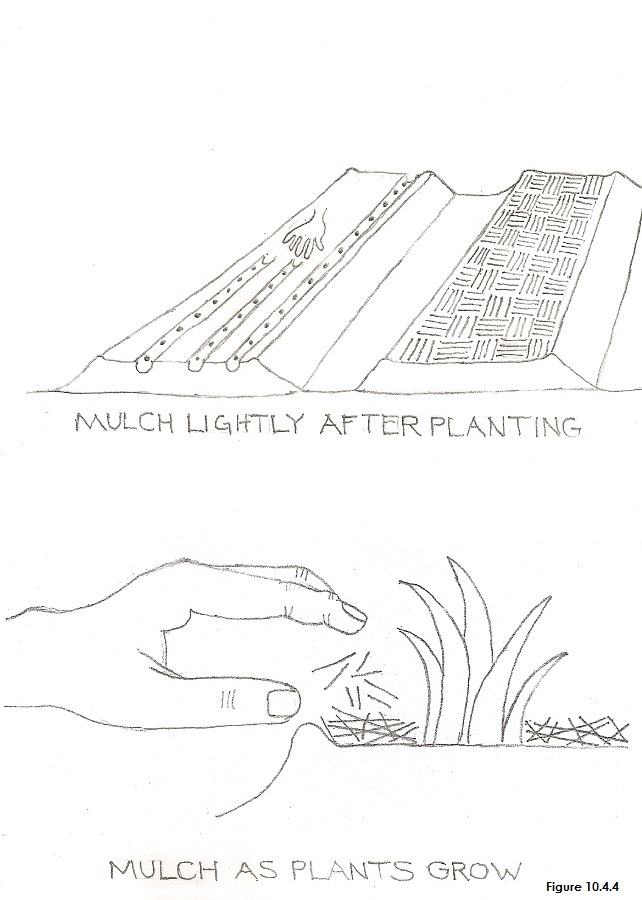 MULCH LIGHTLY AFTER PLANTING
MULCH AS PLANTS GROW
Figure 10.4.4